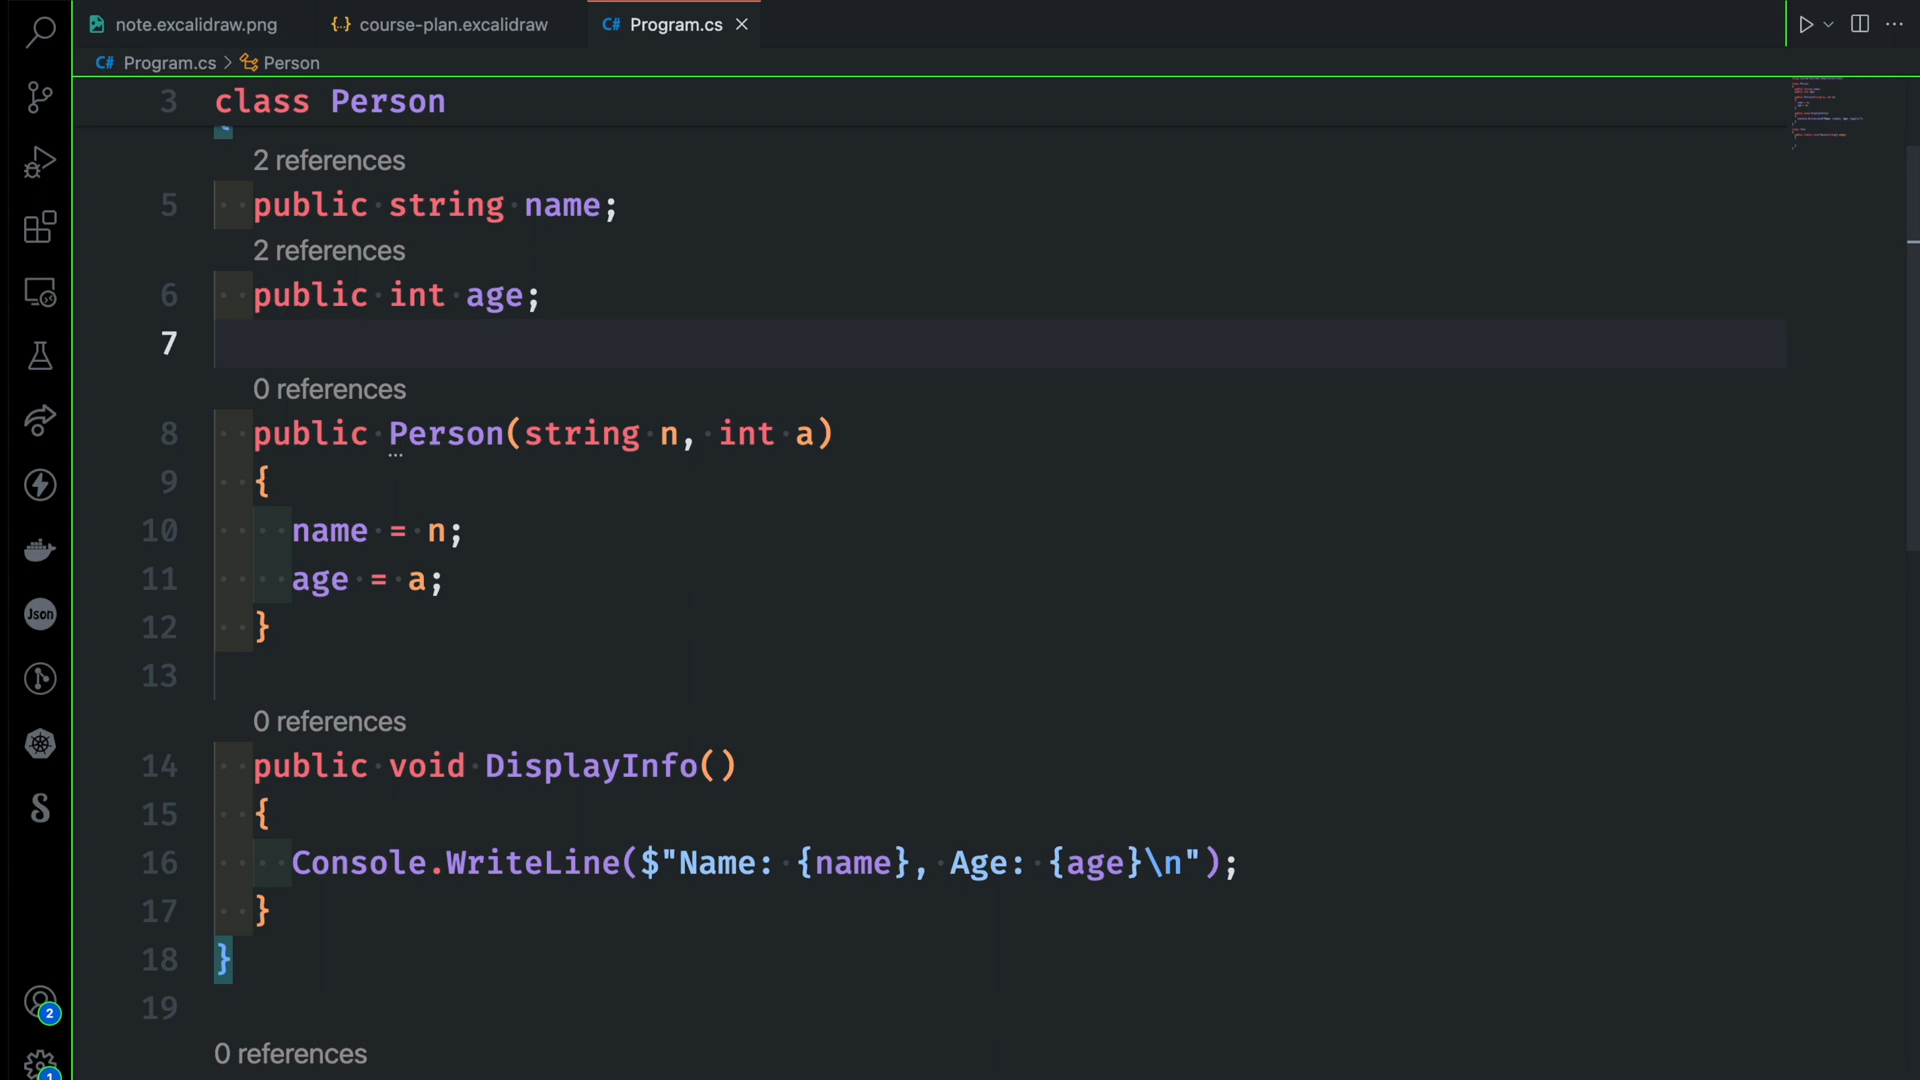 note.excalidraw.png
{..} course-plan.excalidraw
C# Program.cs
C# Program.cs > Person
3 class Person
{
2 references
5 public string name;
2 references
6 public int age;
7
0 references
8 public Person(string n, int a)
9 {
10 name = n;
11 age = a;
12 }
13
0 references
14 public void DisplayInfo()
15 {
16 Console.WriteLine($"Name: {name}, Age: {age}\n");
17 }
18 }
19
0 references
Json
2
1